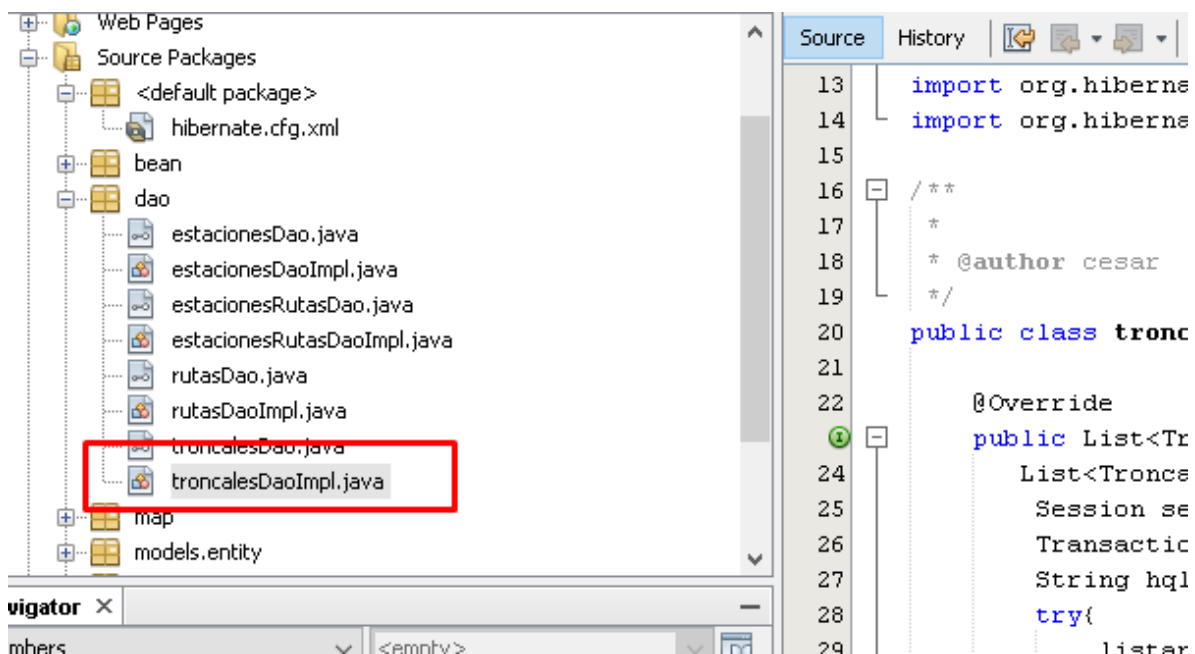 Web Pages
Source Packages
<default package>
hibernate.cfg.xml
bean
dao
estacionesDao.java
estacionesDaoImpl.java
estacionesRutasDao.java
estacionesRutasDaoImpl.java
rutasDao.java
rutasDaoImpl.java
troncalesDao.java
troncalesDaoImpl.java
map
models.entity
vigator ×
mbers
<empty>
Source History
13 import org.hiberna
14 import org.hiberna
15
16 /**
17 *
18 * @author cesar
19 */
20 public class tronc
21
22 @Override
public List<Tr
24 List<Tronca
25 Session se
26 Transactio
27 String hql
28 try{
29 listar